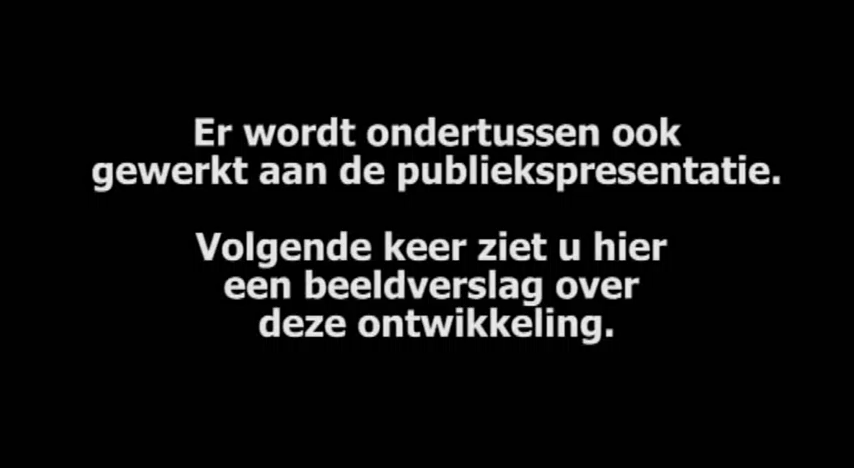 Er wordt ondertussen ook
gewerkt aan de publiekspresentatie.
Volgende keer ziet u hier
een beeldverslag over
deze ontwikkeling.